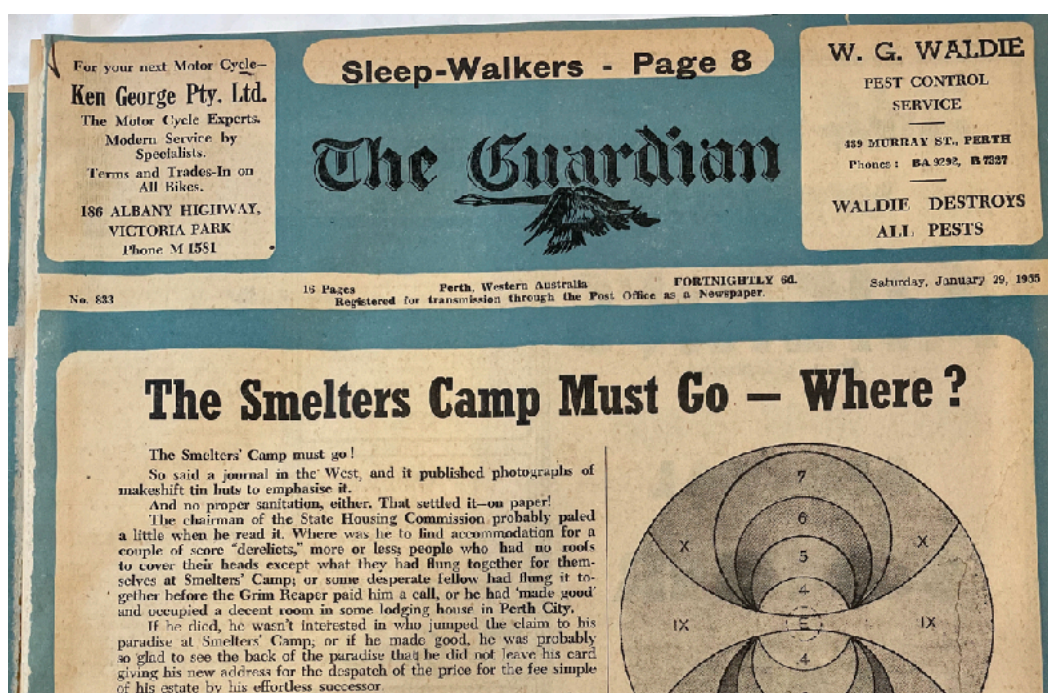 For your next Motor Cycle—
Ken George Pty. Ltd.
The Motor Cycle Experts.
Modern Service by
Specialists.
Terms and Trades-In on
All Bikes.
186 ALBANY HIGHWAY,
VICTORIA PARK
Phone M 1581
Sleep-Walkers - Page 8
The Guardian
W. G. WALDIE
PEST CONTROL
SERVICE
439 MURRAY ST., PERTH
Phones : BA 9292, B 7327
WALDIE DESTROYS
ALL PESTS
No. 833
16 Pages Perth, Western Australia FORTNIGHTLY 6d.
Registered for transmission through the Post Office as a Newspaper.
Saturday, January 29, 1955
The Smelters Camp Must Go — Where ?
The Smelters' Camp must go !
So said a journal in the West, and it published photographs of
makeshift tin huts to emphasise it.
And no proper sanitation, either. That settled it—on paper!
The chairman of the State Housing Commission probably paled
a little when he read it. Where was he to find accommodation for a
couple of score "derelicts," more or less; people who had no roofs
to cover their heads except what they had flung together for them-
selves at Smelters' Camp; or some desperate fellow had flung it to-
gether before the Grim Reaper paid him a call, or he had 'made good'
and occupied a decent room in some lodging house in Perth City.
If he died, he wasn't interested in who jumped the claim to his
paradise at Smelters' Camp; or if he made good, he was probably
so glad to see the back of the paradise that he did not leave his card
giving his new address for the despatch of the price for the fee simple
of his estate by his effortless successor.
7
6
X X
5
4
IX E IX
4